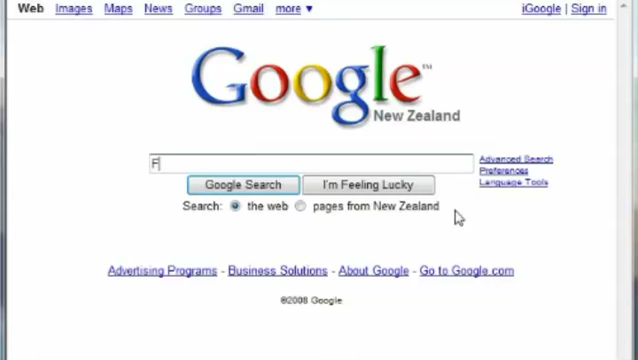 Web Images Maps News Groups Gmail more ▼ iGoogle | Sign in
Google™
New Zealand
F
Advanced Search
Preferences
Language Tools
Google Search I'm Feeling Lucky
Search: the web pages from New Zealand
Advertising Programs - Business Solutions - About Google - Go to Google.com
©2008 Google